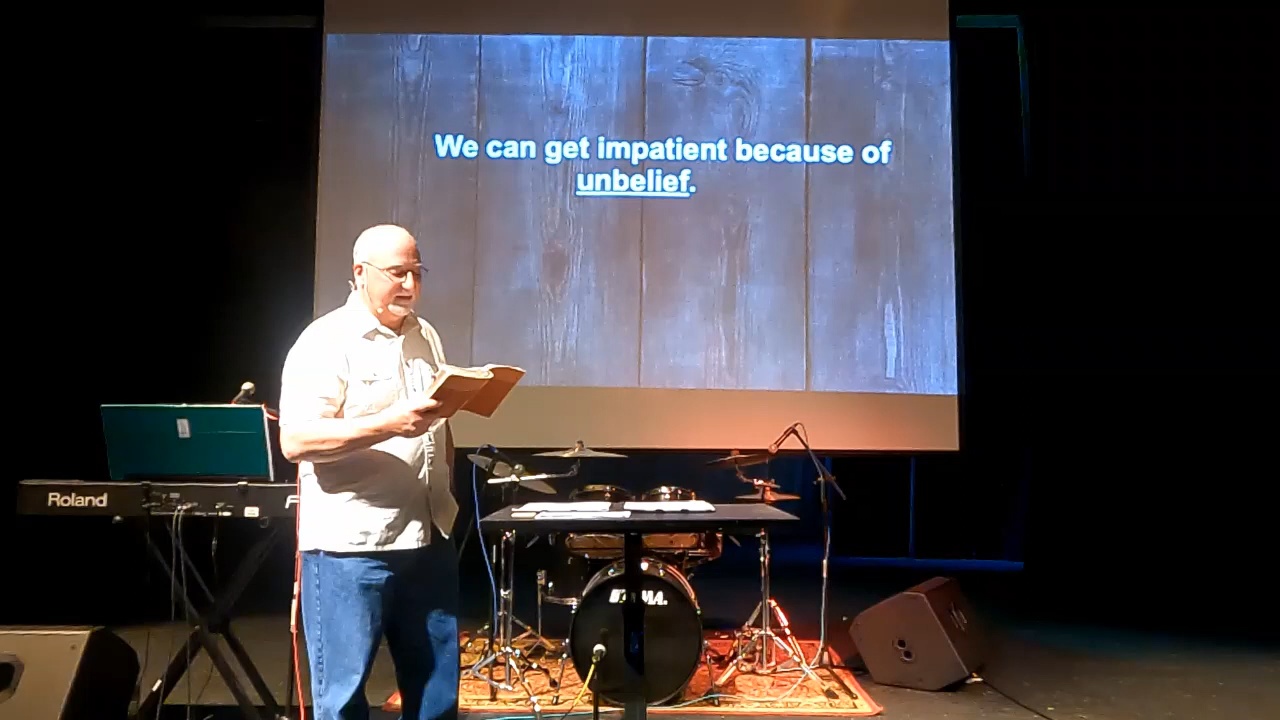 We can get impatient because of
unbelief.
Roland
TAMA.